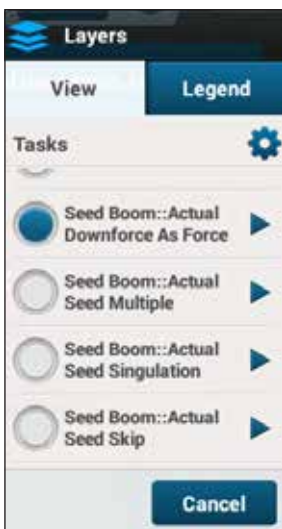 Layers
View Legend
Tasks
Seed Boom::Actual
Downforce As Force
Seed Boom::Actual
Seed Multiple
Seed Boom::Actual
Seed Singulation
Seed Boom::Actual
Seed Skip
Cancel